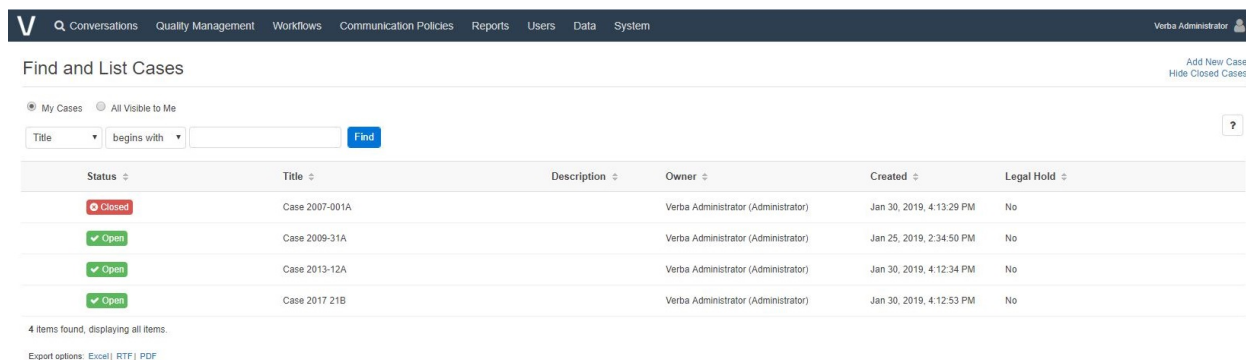 V Conversations Quality Management Workflows Communication Policies Reports Users Data System Verba Administrator
Find and List Cases
Add New Case
Hide Closed Cases
My Cases All Visible to Me
Title begins with Find ?
Status Title Description Owner Created Legal Hold
Closed Case 2007-001A Verba Administrator (Administrator) Jan 30, 2019, 4:13:29 PM No
Open Case 2009-31A Verba Administrator (Administrator) Jan 25, 2019, 2:34:50 PM No
Open Case 2013-12A Verba Administrator (Administrator) Jan 30, 2019, 4:12:34 PM No
Open Case 2017 21B Verba Administrator (Administrator) Jan 30, 2019, 4:12:53 PM No
4 items found, displaying all items.
Export options: Excel| RTF| PDF